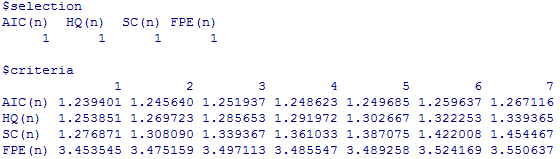 $selection
AIC(n) HQ(n) SC(n) FPE(n)
1 1 1 1
$criteria
1 2 3 4 5 6 7
AIC(n) 1.239401 1.245640 1.251937 1.248623 1.249685 1.259637 1.267116
HQ(n) 1.253851 1.269723 1.285653 1.291972 1.302667 1.322253 1.339365
SC(n) 1.276871 1.308090 1.339367 1.361033 1.387075 1.422008 1.454467
FPE(n) 3.453545 3.475159 3.497113 3.485547 3.489258 3.524169 3.550637